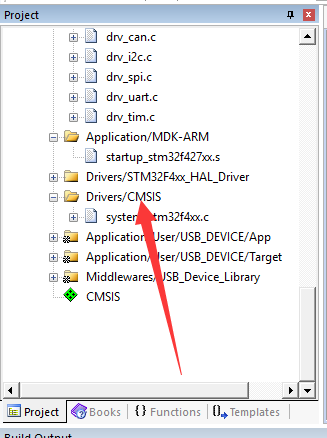 Project
drv_can.c
drv_i2c.c
drv_spi.c
drv_uart.c
drv_tim.c
Application/MDK-ARM
startup_stm32f427xx.s
Drivers/STM32F4xx_HAL_Driver
Drivers/CMSIS
system_stm32f4xx.c
Application/User/USB_DEVICE/App
Application/User/USB_DEVICE/Target
Middlewares/USB_Device_Library
CMSIS
Project Books {} Functions Templates
Build Output